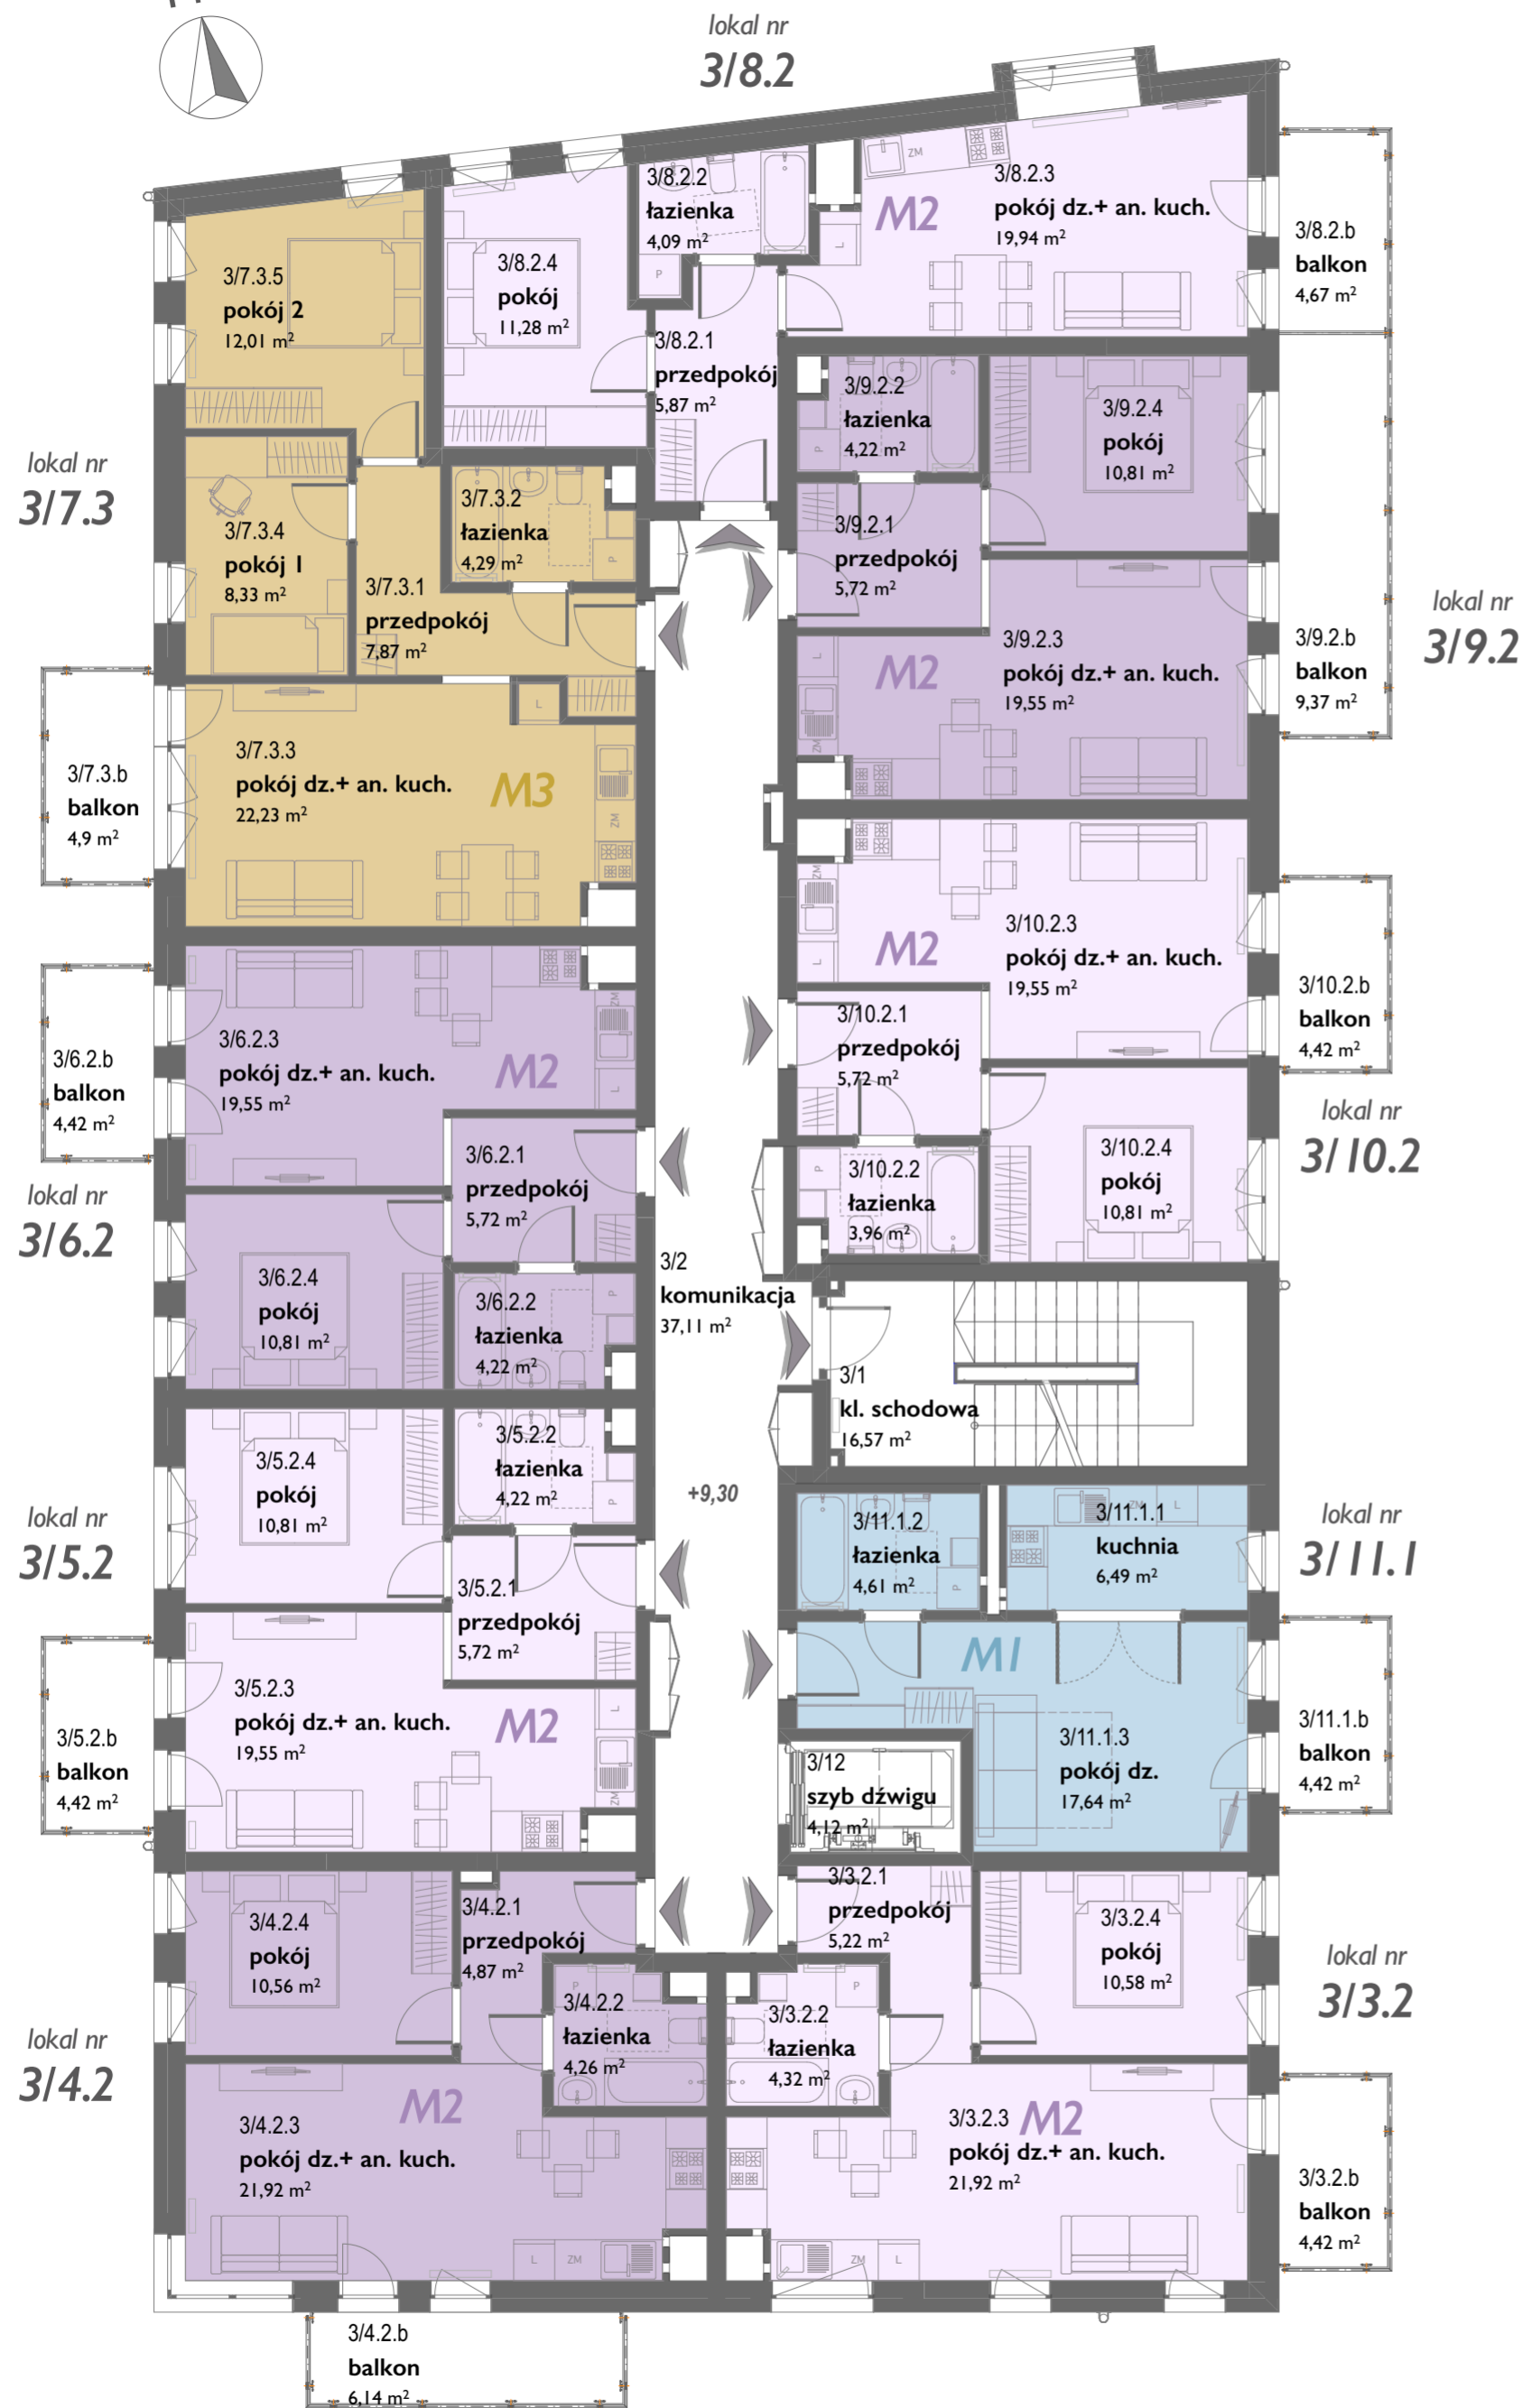 lokal nr
3/8.2
3/8.2.2
łazienka
4,09 m²
ZM
3/8.2.3
pokój dz.+ an. kuch.
19,94 m²
M2
L
P
3/8.2.b
balkon
4,67 m²
3/7.3.5
pokój 2
12,01 m²
3/8.2.4
pokój
11,28 m²
3/8.2.1
przedpokój
5,87 m²
3/9.2.2
łazienka
4,22 m²
P
3/9.2.4
pokój
10,81 m²
lokal nr
3/7.3
3/7.3.4
pokój 1
8,33 m²
3/7.3.2
łazienka
4,29 m²
P
3/7.3.1
przedpokój
7,87 m²
3/9.2.1
przedpokój
5,72 m²
lokal nr
3/9.2
3/9.2.b
balkon
9,37 m²
3/9.2.3
pokój dz.+ an. kuch.
19,55 m²
M2
L
ZM
3/7.3.b
balkon
4,9 m²
3/7.3.3
pokój dz.+ an. kuch.
22,23 m²
M3
L
ZM
ZM
L
M2
3/10.2.3
pokój dz.+ an. kuch.
19,55 m²
3/10.2.b
balkon
4,42 m²
3/6.2.b
balkon
4,42 m²
3/6.2.3
pokój dz.+ an. kuch.
19,55 m²
M2
ZM
L
3/10.2.1
przedpokój
5,72 m²
lokal nr
3/10.2
lokal nr
3/6.2
3/6.2.1
przedpokój
5,72 m²
P
3/10.2.2
łazienka
3,96 m²
3/10.2.4
pokój
10,81 m²
3/6.2.4
pokój
10,81 m²
3/6.2.2
łazienka
4,22 m²
P
3/2
komunikacja
37,11 m²
3/1
kl. schodowa
16,57 m²
3/5.2.4
pokój
10,81 m²
3/5.2.2
łazienka
4,22 m²
P
+9,30
lokal nr
3/5.2
3/11.1.2
łazienka
4,61 m²
P
ZM
L
3/11.1.1
kuchnia
6,49 m²
lokal nr
3/11.1
3/5.2.1
przedpokój
5,72 m²
M1
3/5.2.b
balkon
4,42 m²
3/5.2.3
pokój dz.+ an. kuch.
19,55 m²
M2
L
ZM
3/12
szyb dźwigu
4,12 m²
3/11.1.3
pokój dz.
17,64 m²
3/11.1.b
balkon
4,42 m²
3/4.2.4
pokój
10,56 m²
3/4.2.1
przedpokój
4,87 m²
3/3.2.1
przedpokój
5,22 m²
3/3.2.4
pokój
10,58 m²
lokal nr
3/3.2
lokal nr
3/4.2
P
3/4.2.2
łazienka
4,26 m²
P
3/3.2.2
łazienka
4,32 m²
M2
3/4.2.3
pokój dz.+ an. kuch.
21,92 m²
L
ZM
3/3.2.3
pokój dz.+ an. kuch.
21,92 m²
M2
ZM
L
3/3.2.b
balkon
4,42 m²
3/4.2.b
balkon
6,14 m²